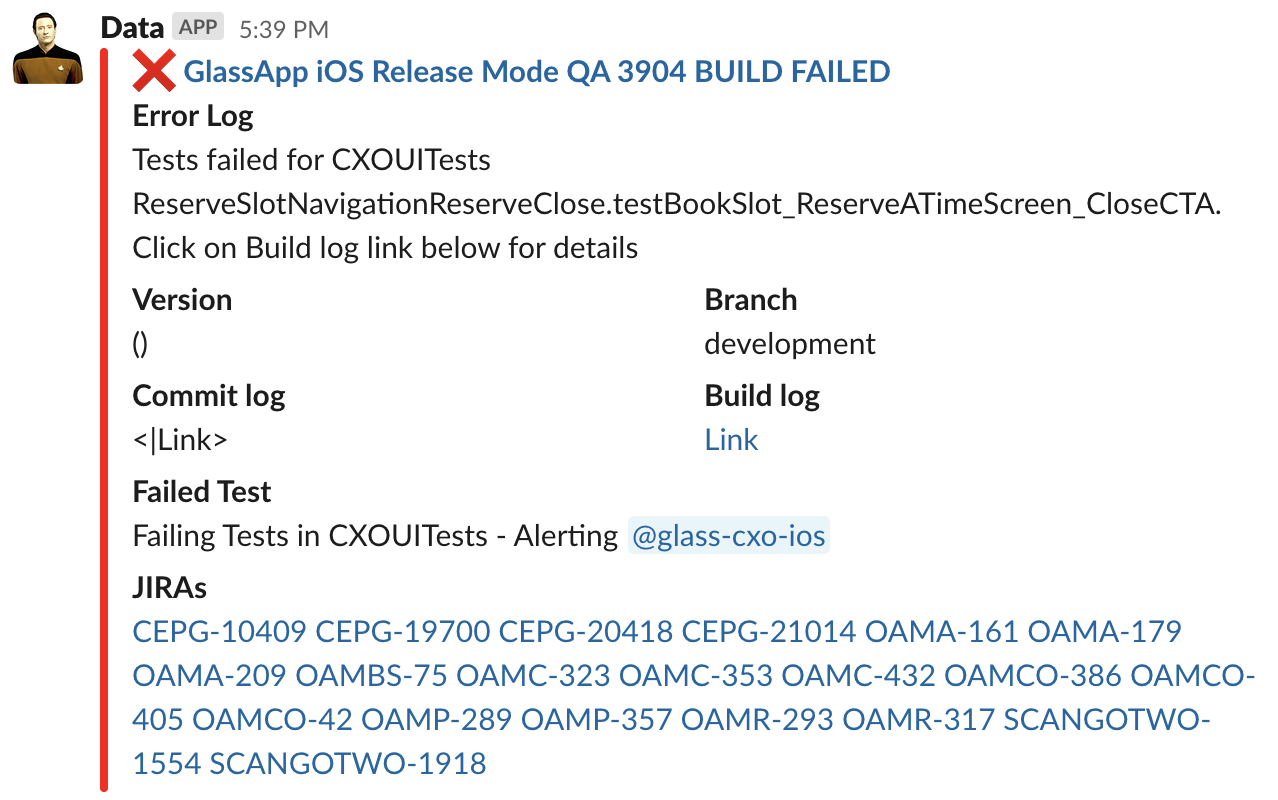 Data APP 5:39 PM
GlassApp iOS Release Mode QA 3904 BUILD FAILED
Error Log
Tests failed for CXOUITests
ReserveSlotNavigationReserveClose.testBookSlot_ReserveATimeScreen_CloseCTA.
Click on Build log link below for details
Version
()
Branch
development
Commit log
<|Link>
Build log
Link
Failed Test
Failing Tests in CXOUITests - Alerting @glass-cxo-ios
JIRAs
CEPG-10409 CEPG-19700 CEPG-20418 CEPG-21014 OAMA-161 OAMA-179
OAMA-209 OAMBS-75 OAMC-323 OAMC-353 OAMC-432 OAMCO-386 OAMCO-
405 OAMCO-42 OAMP-289 OAMP-357 OAMR-293 OAMR-317 SCANGOTWO-
1554 SCANGOTWO-1918